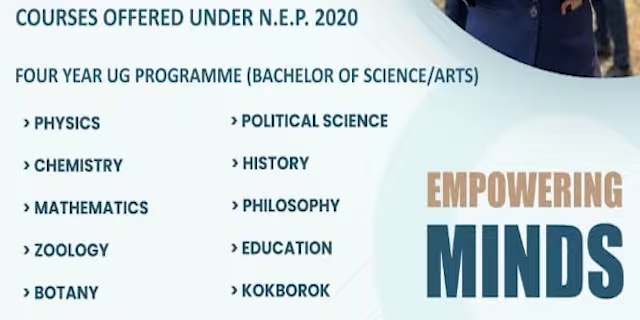 COURSES OFFERED UNDER N.E.P. 2020
FOUR YEAR UG PROGRAMME (BACHELOR OF SCIENCE/ARTS)
> PHYSICS
> CHEMISTRY
> MATHEMATICS
> ZOOLOGY
> BOTANY
> POLITICAL SCIENCE
> HISTORY
> PHILOSOPHY
> EDUCATION
> KOKBOROK
EMPOWERING
MINDS